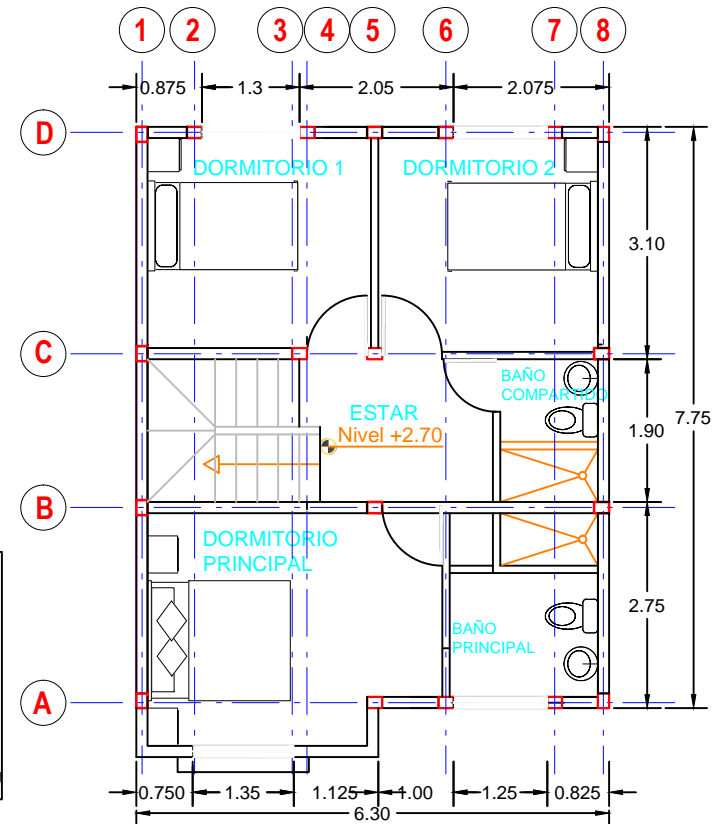 1 2 3 4 5 6 7 8
0.875 1.3 2.05 2.075
D
DORMITORIO 1 DORMITORIO 2
3.10
C
BAÑO
COMPARTIDO
ESTAR
Nivel +2.70
1.90
7.75
B
DORMITORIO
PRINCIPAL
2.75
BAÑO
PRINCIPAL
A
0.750 1.35 1.125 1.00 1.25 0.825
6.30